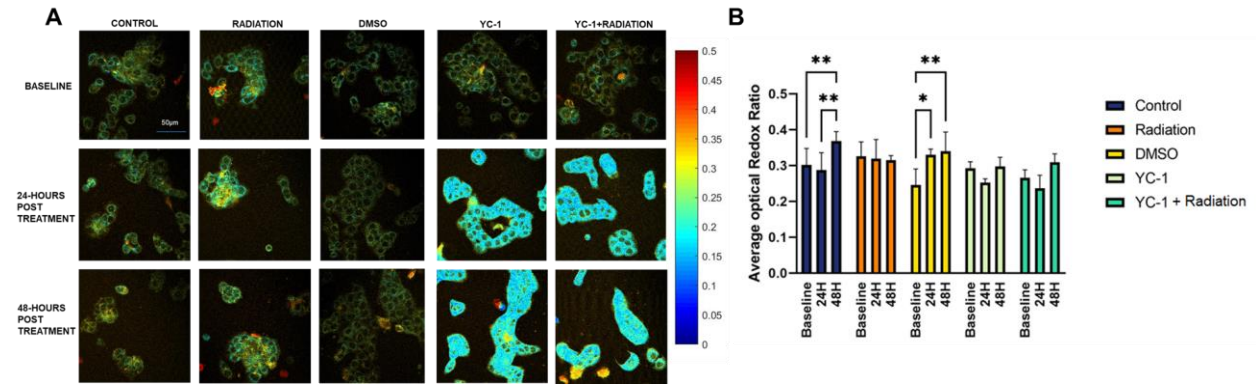 A
CONTROL
RADIATION
DMSO
YC-1
YC-1+RADIATION
BASELINE
50µm
24-HOURS
POST
TREATMENT
48-HOURS
POST
TREATMENT
0.5
0.45
0.4
0.35
0.3
0.25
0.2
0.15
0.1
0.05
0
B
Average optical Redox Ratio
0.5
0.4
0.3
0.2
0.1
0.0
**
**
**
*
Baseline
24H
48H
Baseline
24H
48H
Baseline
24H
48H
Baseline
24H
48H
Baseline
24H
48H
Control
Radiation
DMSO
YC-1
YC-1 + Radiation